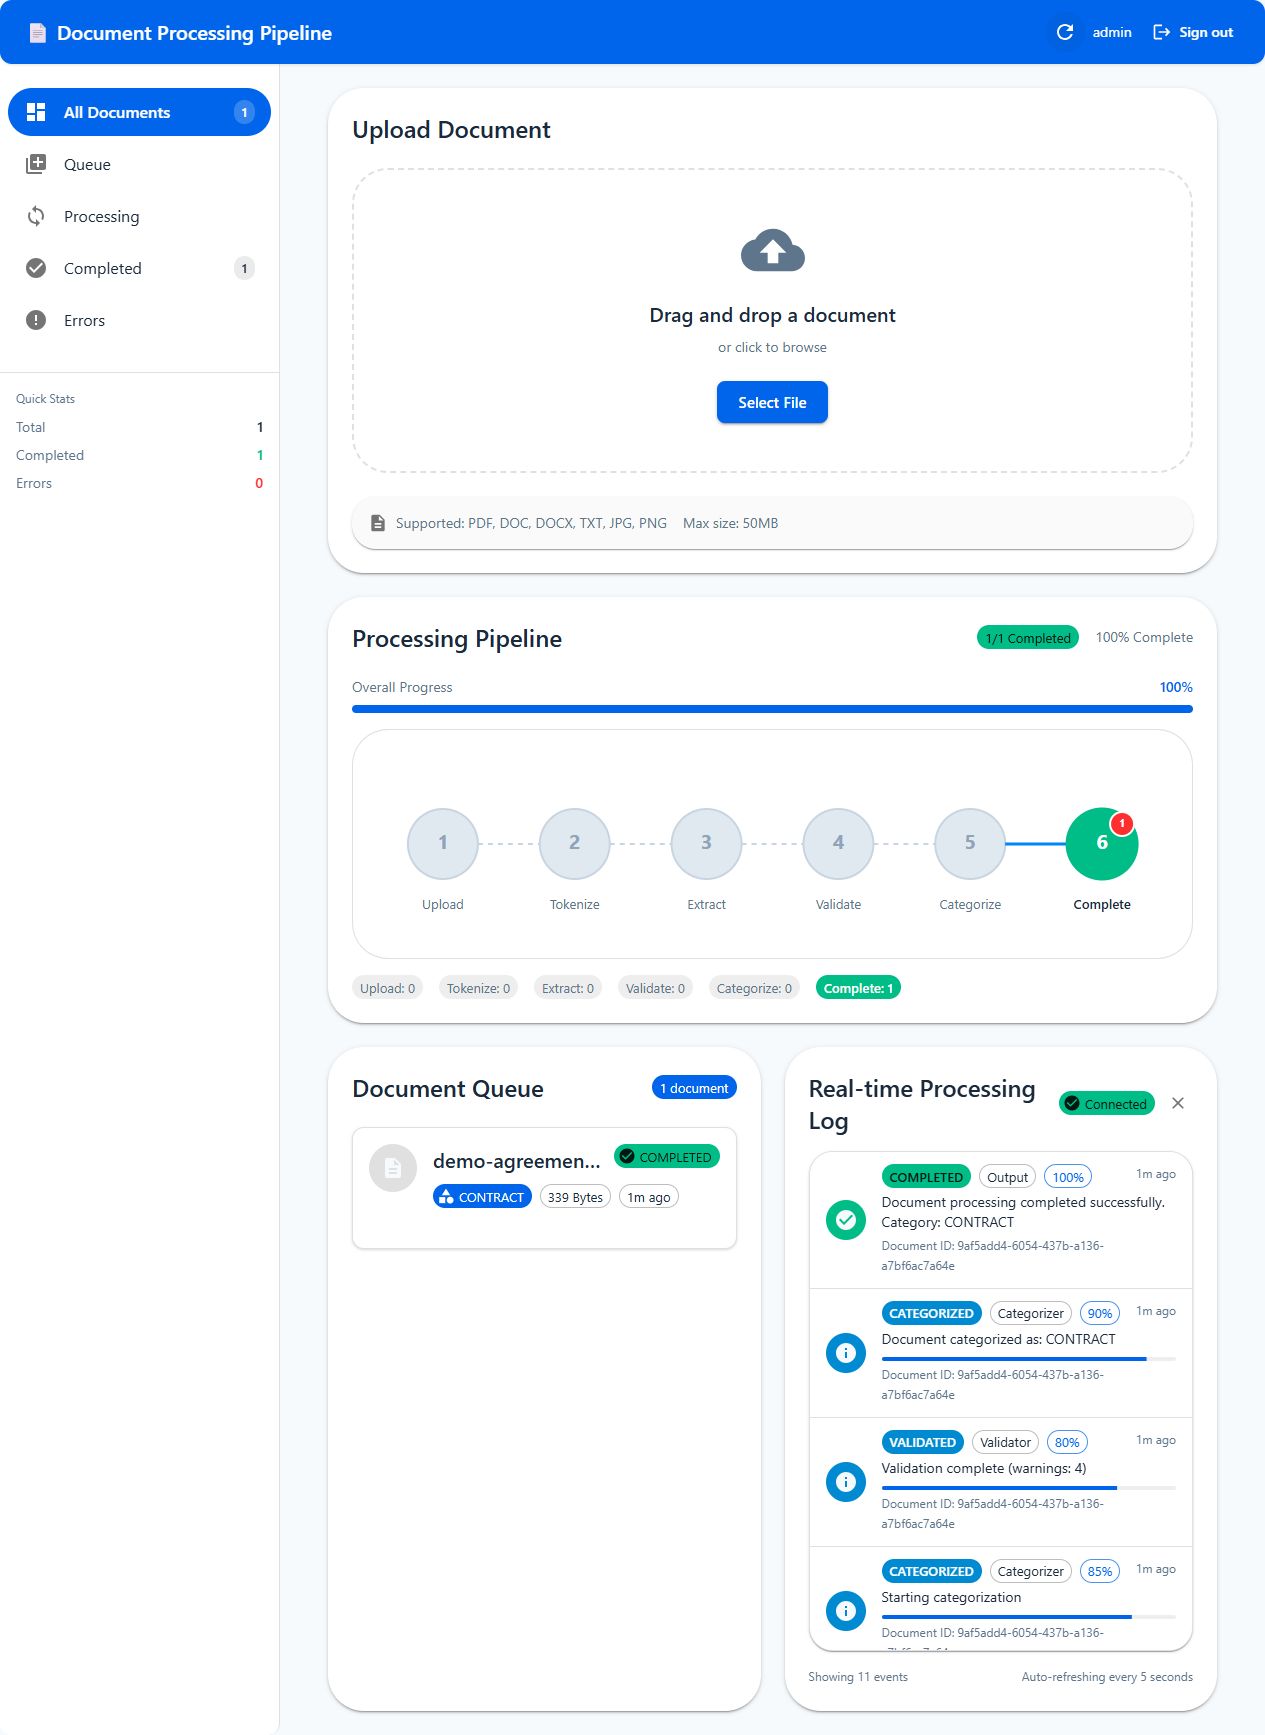 Document Processing Pipeline
admin
Sign out
All Documents 1
Queue
Processing
Completed 1
Errors
Quick Stats
Total 1
Completed 1
Errors 0
Upload Document
Drag and drop a document
or click to browse
Select File
Supported: PDF, DOC, DOCX, TXT, JPG, PNG Max size: 50MB
Processing Pipeline
1/1 Completed 100% Complete
Overall Progress 100%
1 2 3 4 5 6 1
Upload Tokenize Extract Validate Categorize Complete
Upload: 0 Tokenize: 0 Extract: 0 Validate: 0 Categorize: 0 Complete: 1
Document Queue 1 document
demo-agreemen... COMPLETED
CONTRACT 339 Bytes 1m ago
Real-time Processing
Log
Connected
COMPLETED Output 100% 1m ago
Document processing completed successfully.
Category: CONTRACT
Document ID: 9af5add4-6054-437b-a136-
a7bf6ac7a64e
CATEGORIZED Categorizer 90% 1m ago
Document categorized as: CONTRACT
Document ID: 9af5add4-6054-437b-a136-
a7bf6ac7a64e
VALIDATED Validator 80% 1m ago
Validation complete (warnings: 4)
Document ID: 9af5add4-6054-437b-a136-
a7bf6ac7a64e
CATEGORIZED Categorizer 85% 1m ago
Starting categorization
Document ID: 9af5add4-6054-437b-a136-
Showing 11 events Auto-refreshing every 5 seconds